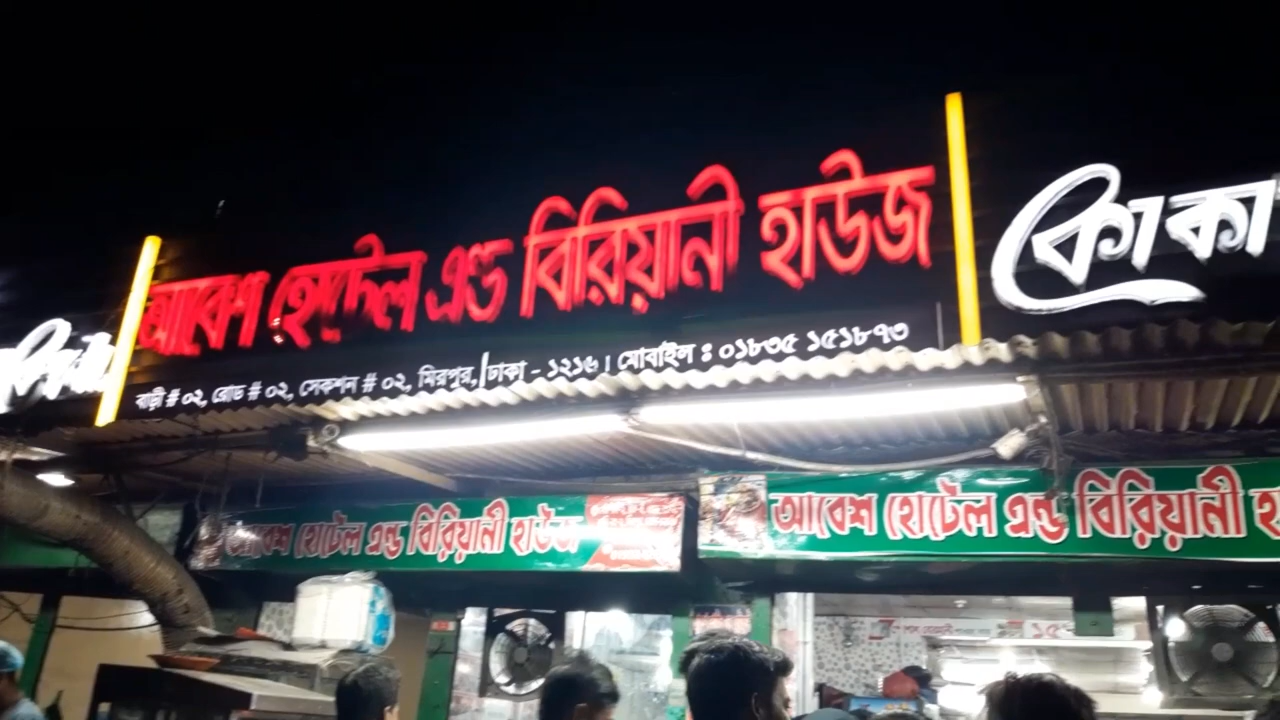 আবেশ হোটেল এন্ড বিরিয়ানী হাউজ
কোকা
বাড়ী # ০২, রোড # ০২, সেকশন # ০২, মিরপুর, ঢাকা - ১২১৬। মোবাইল : ০১৮৩৫ ১৫১৮৭৩
আবেশ হোটেল এন্ড বিরিয়ানী হাউজ
আবেশ হোটেল এন্ড বিরিয়ানী হ